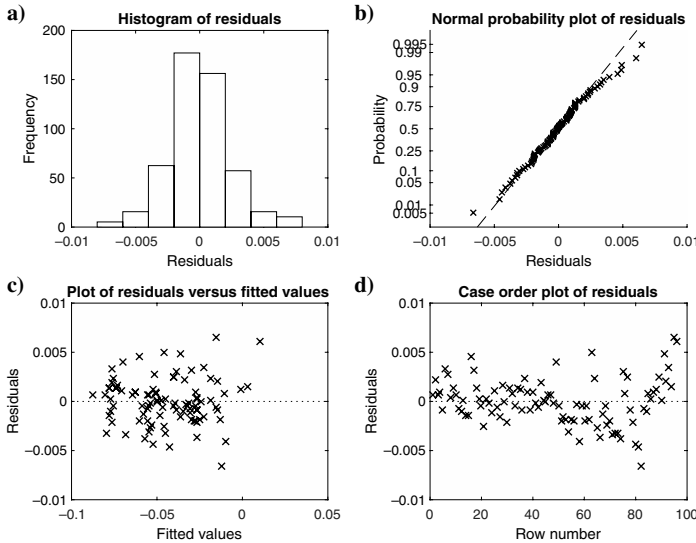 a)
Histogram of residuals
200
150
100
50
0
Frequency
−0.01
−0.005
0
0.005
0.01
Residuals
b)
Normal probability plot of residuals
0.995
0.99
0.95
0.9
0.75
0.5
0.25
0.1
0.05
0.01
0.005
Probability
−0.01
−0.005
0
0.005
0.01
Residuals
c)
Plot of residuals versus fitted values
0.01
0.005
0
−0.005
−0.01
Residuals
−0.1
−0.05
0
0.05
Fitted values
d)
Case order plot of residuals
0.01
0.005
0
−0.005
−0.01
Residuals
0
20
40
60
80
100
Row number